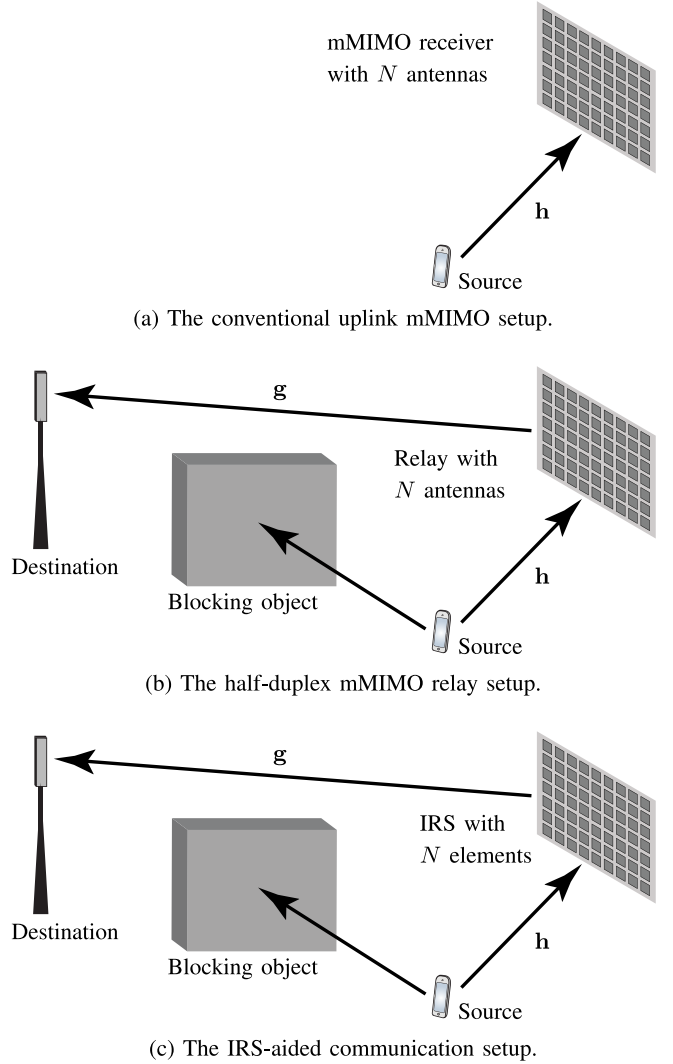 mMIMO receiver
with N antennas
h
Source
(a) The conventional uplink mMIMO setup.
g
Relay with
N antennas
Destination
h
Blocking object
Source
(b) The half-duplex mMIMO relay setup.
g
IRS with
N elements
Destination
h
Blocking object
Source
(c) The IRS-aided communication setup.